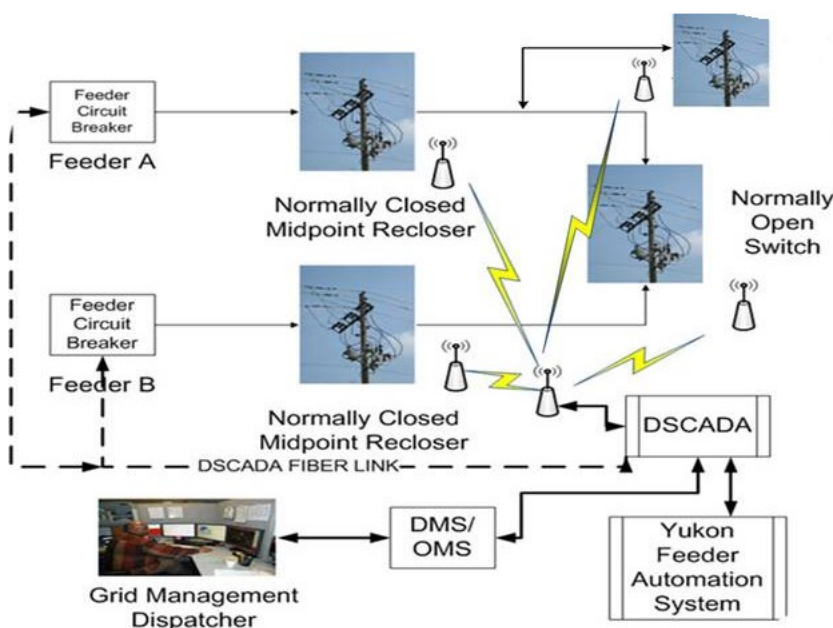 Feeder
Circuit
Breaker
Feeder A
Normally Closed
Midpoint Recloser
Normally
Open
Switch
Feeder
Circuit
Breaker
Feeder B
Normally Closed
Midpoint Recloser
DSCADA
DSCADA FIBER LINK
DMS/
OMS
Yukon
Feeder
Automation
System
Grid Management
Dispatcher